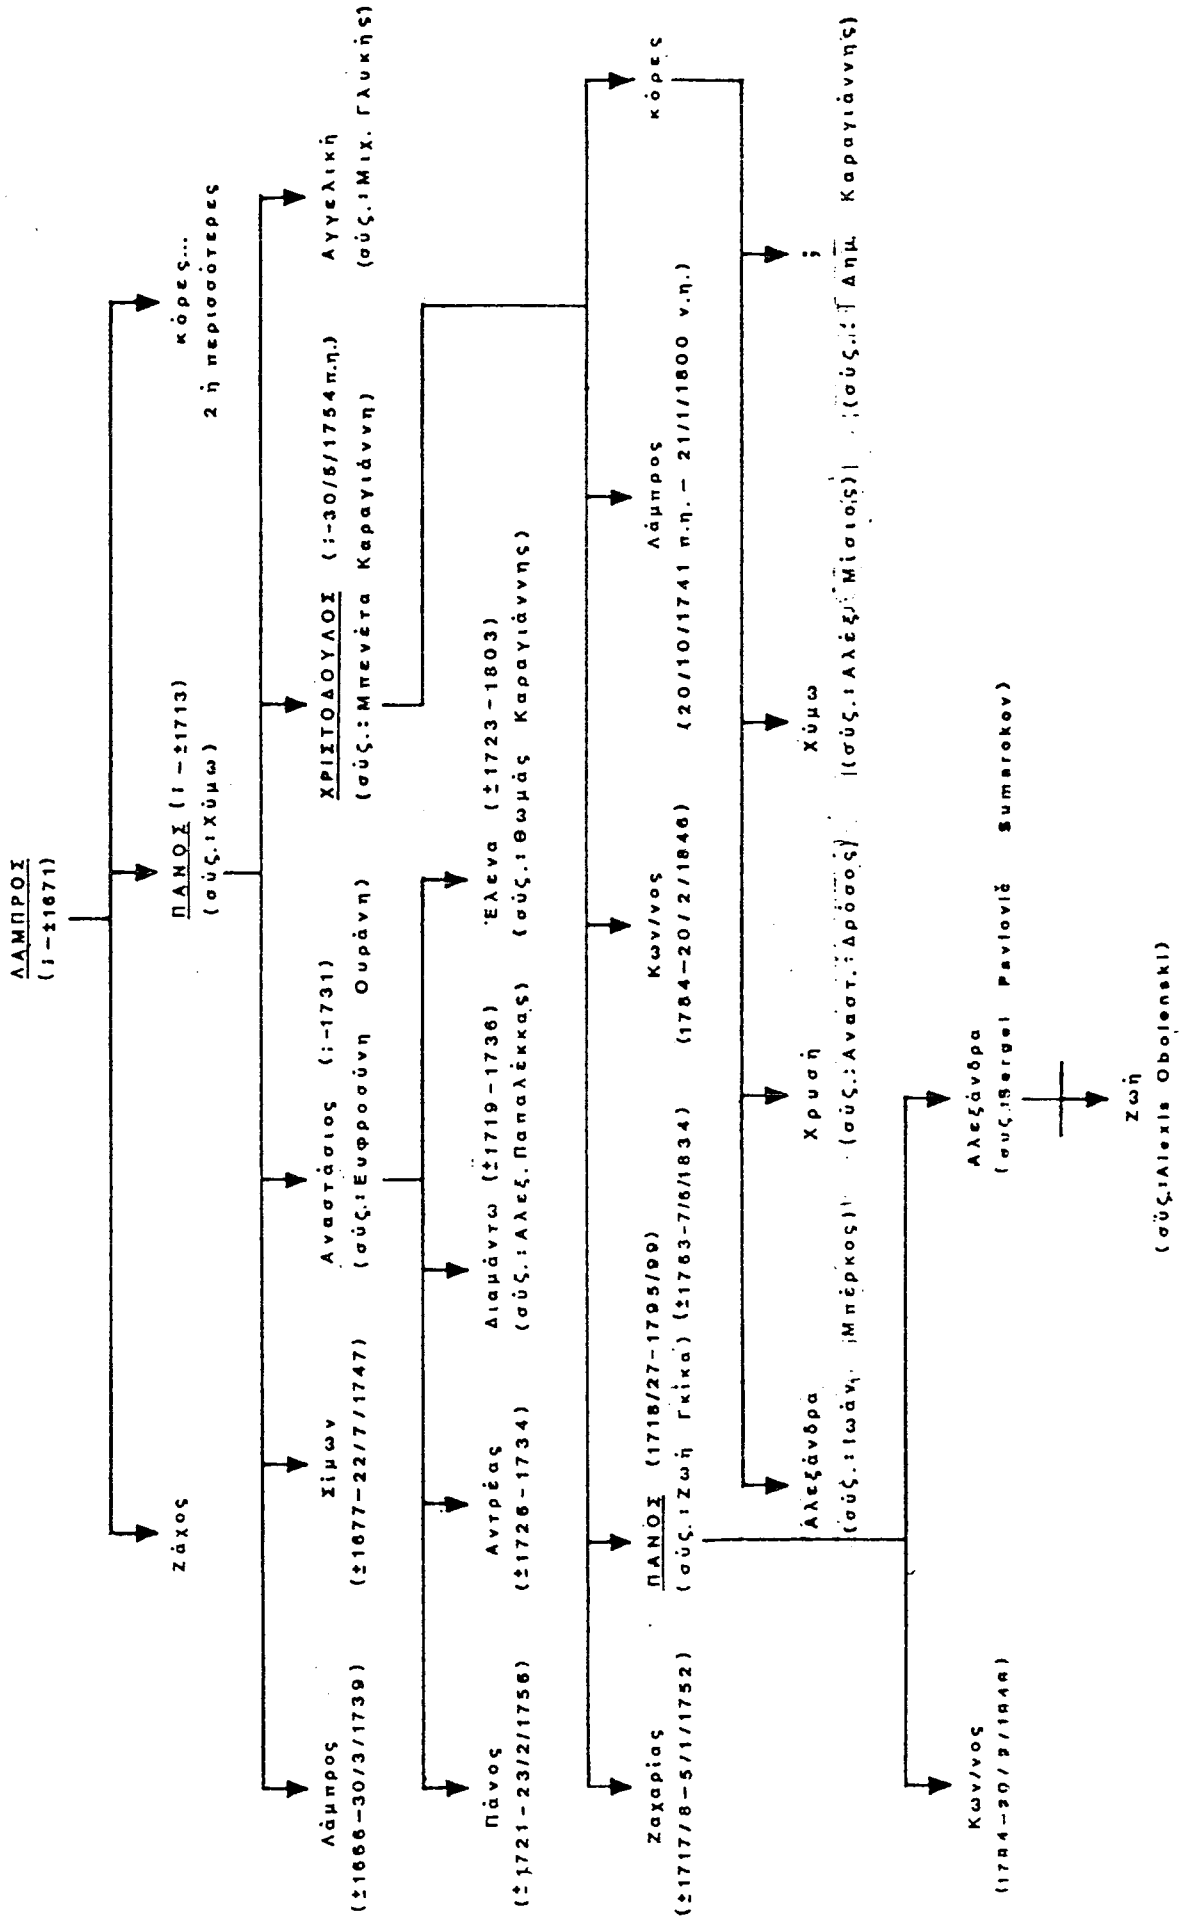 ΛΑΜΠΡΟΣ
(;-±1671)
Ζάχος
ΠΑΝΟΣ (;-±1713)
(σύζ.:Χύμω)
κόρες...
2 ή περισσότερες
Λάμπρος
(±1666-30/3/1739)
Σίμων
(±1677-22/7/1747)
Αναστάσιος (;-1731)
(σύζ.:Ευφροσύνη Ουράνη)
ΧΡΙΣΤΟΔΟΥΛΟΣ (;-30/5/1754 π.η.)
(σύζ.:Μπενέτα Καραγιάννη)
Αγγελική
(σύζ.:Μιχ. Γλυκής)
Πάνος
(±1721-23/2/1756)
Αντρέας
(±1726-1734)
Διαμάντω (±1719-1736)
(σύζ.:Αλεξ.Παπαλέκκας)
Έλενα (±1723-1803)
(σύζ.:Θωμάς Καραγιάννης)
Ζαχαρίας
(±1717/8-5/1/1752)
ΠΑΝΟΣ (1718/27-1795/99)
(σύζ.:Ζωή Γκίκα) (±1763-7/6/1834)
Κων/νος
(1784-20/2/1846)
Λάμπρος
(20/10/1741 π.η. - 21/1/1800 ν.η.)
κόρες
Αλεξάνδρα
(σύζ.:Ιωάν. Μπέρκος)
Χρυσή
(σύζ.:Αναστ. Δρόσος)
Χύμω
(σύζ.:Αλέξ. Μίσιος)
;
(σύζ.: Δημ. Καραγιάννης)
Κων/νος
Αλεξάνδρα
(σύζ.:Sergei Pavlovič Sumarokov)
Ζωή
(σύζ.:Alexis Obolenski)